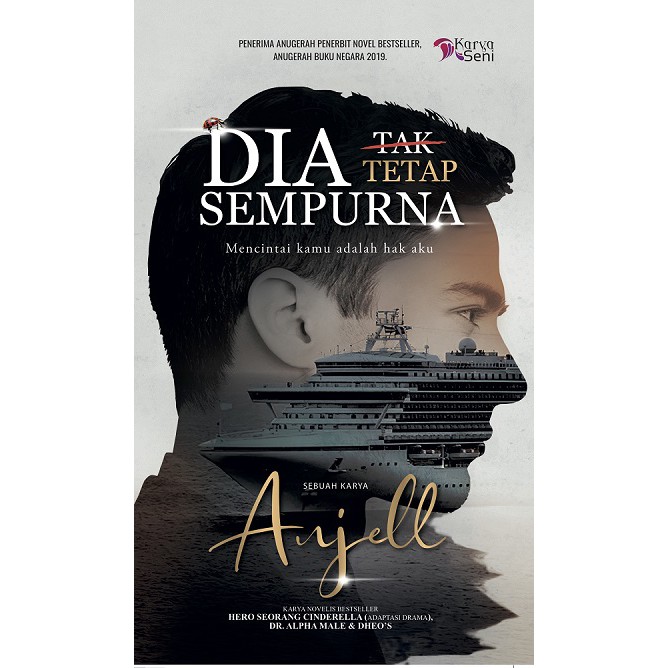 PENERIMA ANUGERAH PENERBIT NOVEL BESTSELLER,
ANUGERAH BUKU NEGARA 2019.
Karya
Seni
DIA TAK
TETAP
SEMPURNA
Mencintai kamu adalah hak aku
SEBUAH KARYA
Anjell
KARYA NOVELIS BESTSELLER
HERO SEORANG CINDERELLA (ADAPTASI DRAMA),
DR. ALPHA MALE & DHEO'S